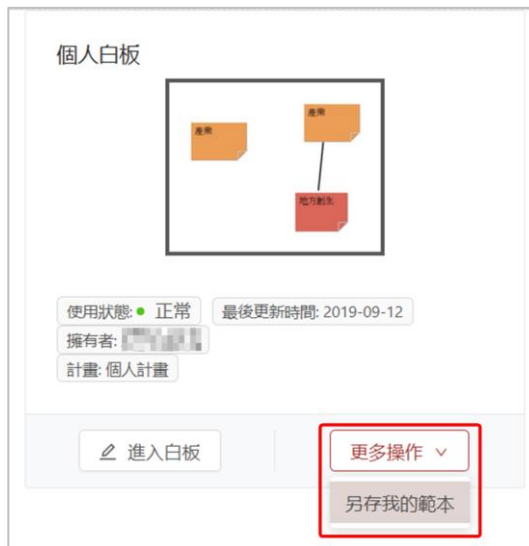 個人白板
產業
產業
地方創生
使用狀態: 正常 最後更新時間: 2019-09-12
擁有者:
計畫: 個人計畫
進入白板 更多操作
另存我的範本